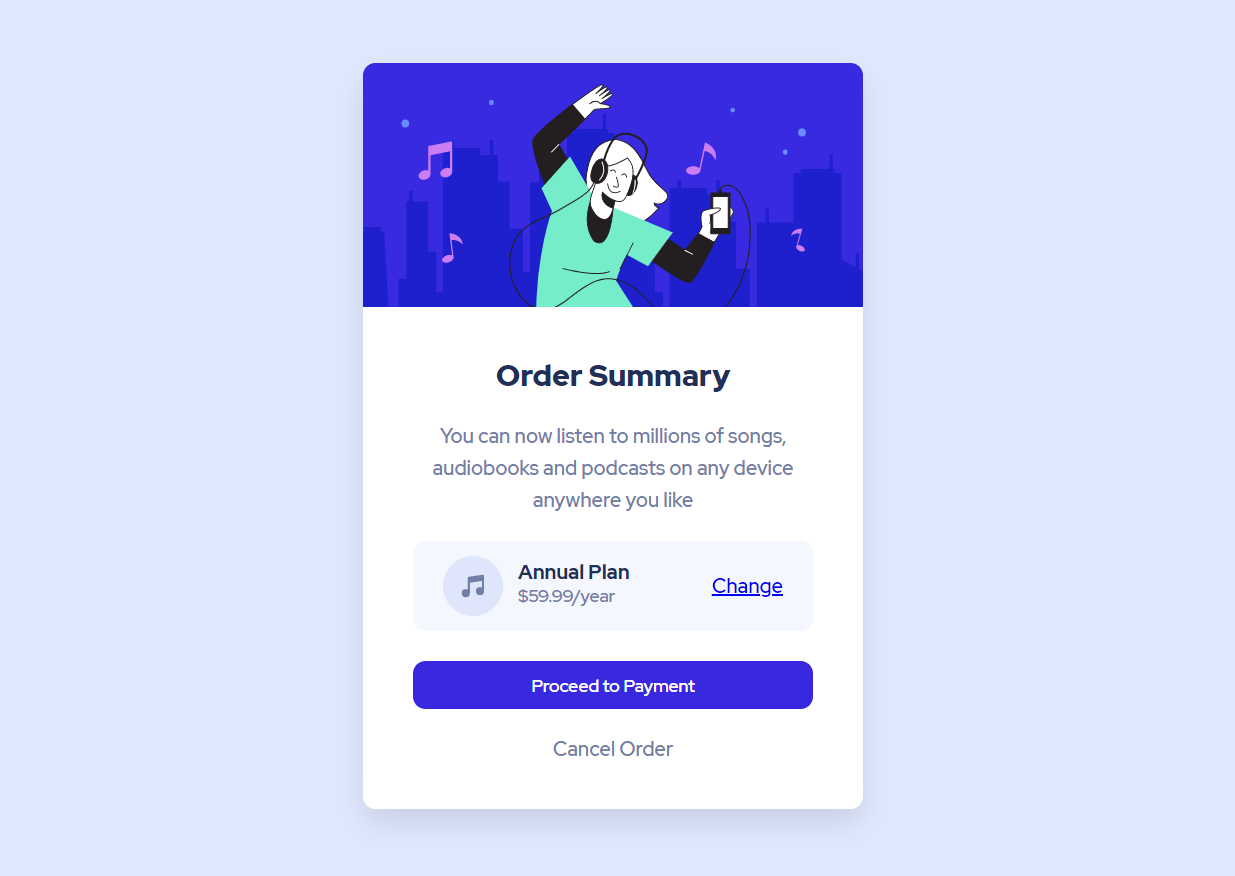 Order Summary
You can now listen to millions of songs,
audiobooks and podcasts on any device
anywhere you like
Annual Plan
$59.99/year
Change
Proceed to Payment
Cancel Order